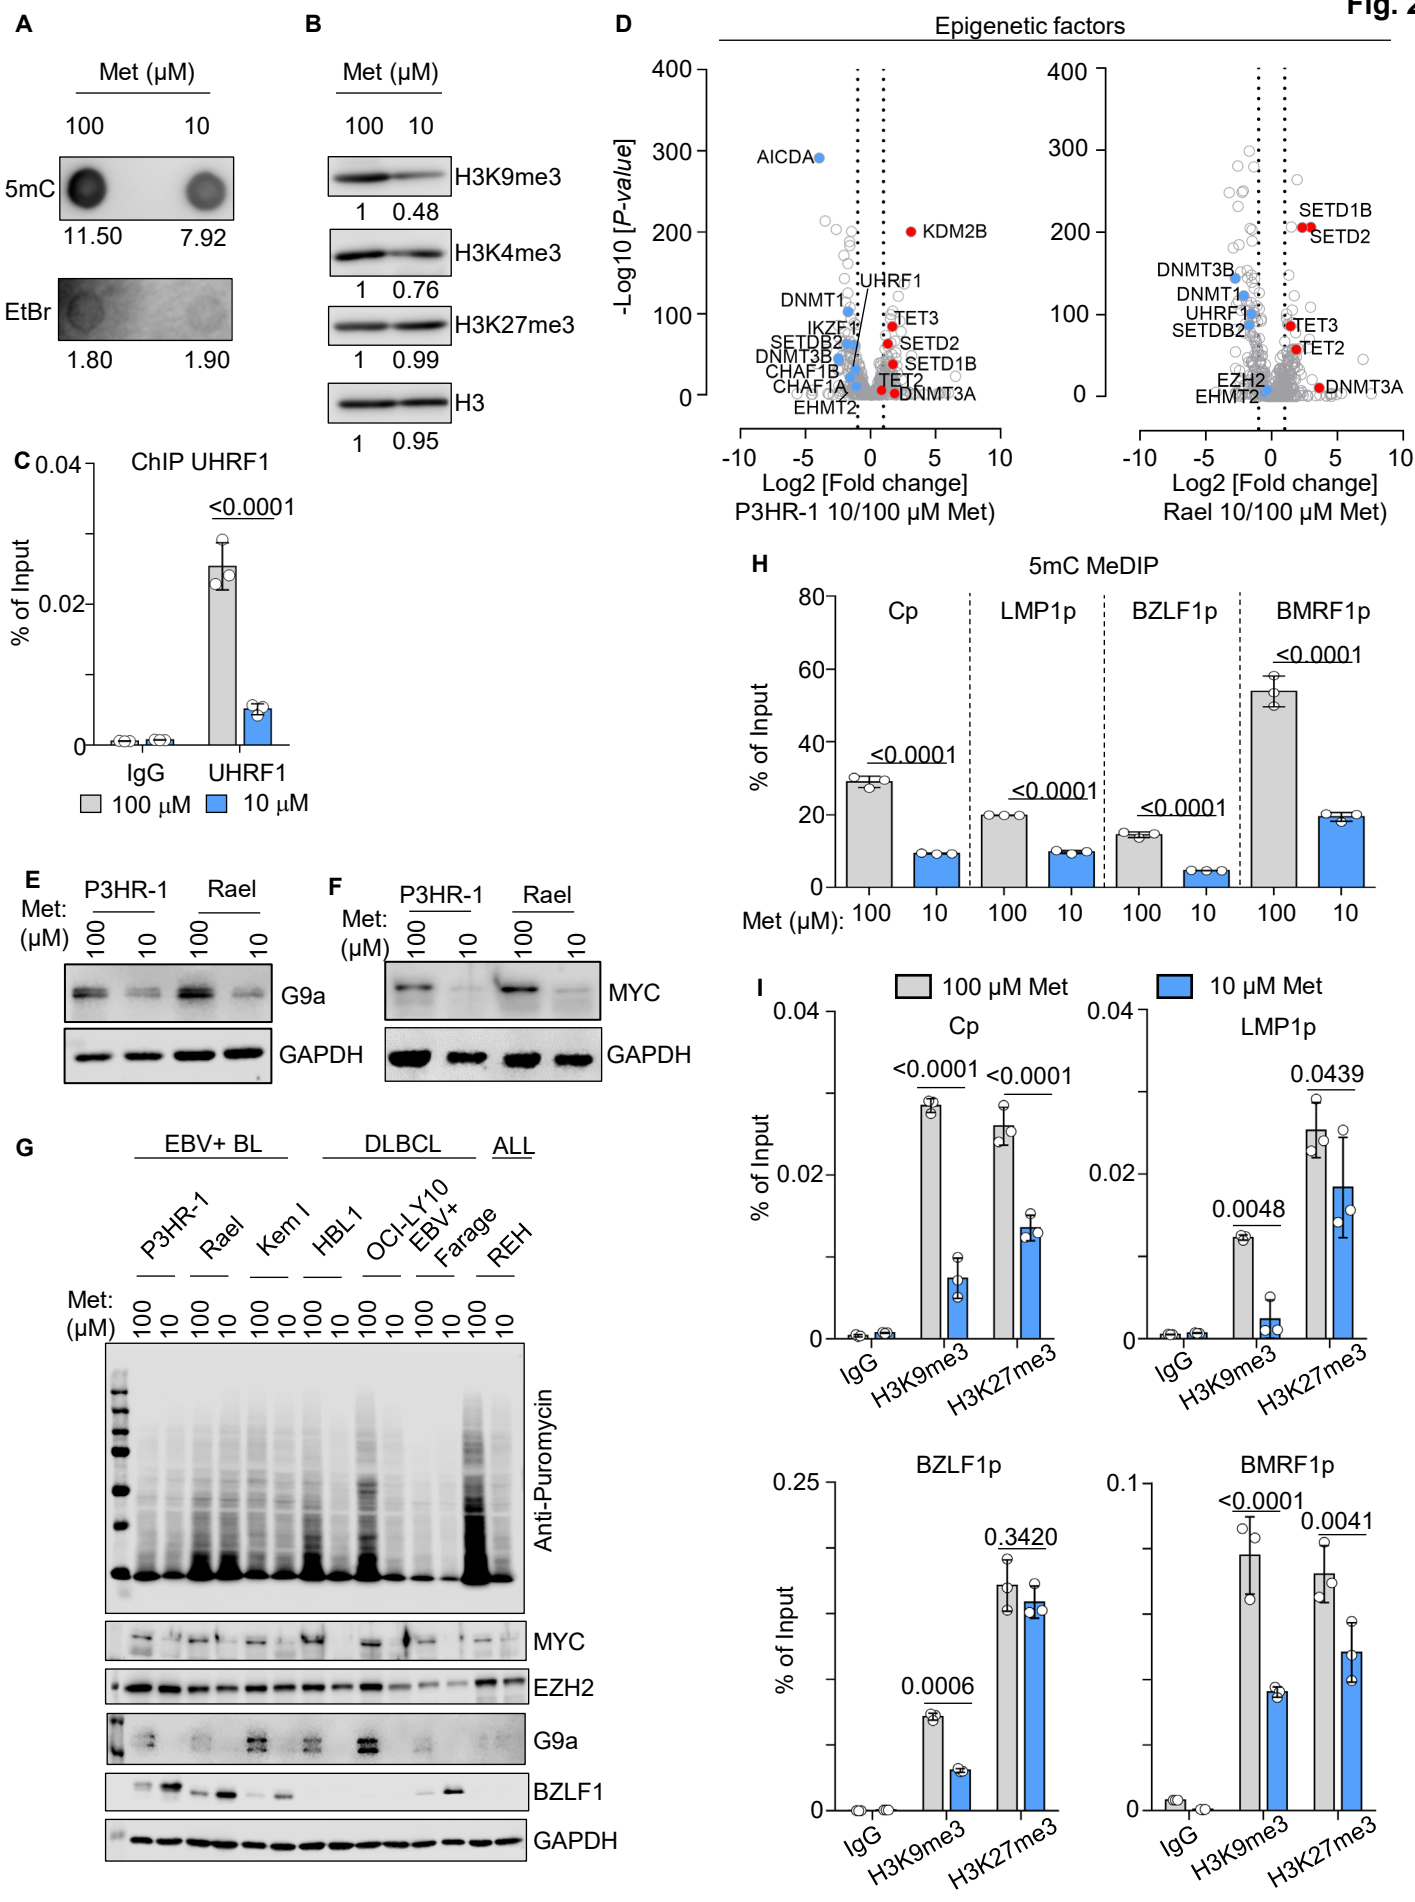 Fig. 2
A
Met (µM)
100 10
5mC
11.50 7.92
EtBr
1.80 1.90
B
Met (µM)
100 10
H3K9me3
1 0.48
H3K4me3
1 0.76
H3K27me3
1 0.99
H3
1 0.95
C
ChIP UHRF1
0.04
0.02
0
% of Input
<0.0001
IgG UHRF1
100 µM 10 µM
D
Epigenetic factors
-Log10 [P-value]
400
300
200
100
0
AICDA
KDM2B
UHRF1
DNMT1
IKZF1
TET3
SETDB2
SETD2
DNMT3B
SETD1B
CHAF1B
TET2
CHAF1A
DNMT3A
EHMT2
-10 -5 0 5 10
Log2 [Fold change]
P3HR-1 10/100 µM Met)
400
300
200
100
0
SETD1B
SETD2
DNMT3B
DNMT1
UHRF1
SETDB2
TET3
TET2
EZH2
EHMT2
DNMT3A
-10 -5 0 5 10
Log2 [Fold change]
Rael 10/100 µM Met)
E
P3HR-1 Rael
Met:
(µM)
100 10 100 10
G9a
GAPDH
F
P3HR-1 Rael
Met:
(µM)
100 10 100 10
MYC
GAPDH
G
EBV+ BL DLBCL ALL
P3HR-1 Rael Kem I HBL1 OCI-LY10 EBV+ Farage REH
Met:
(µM)
100 10 100 10 100 10 100 10 100 10 100 10 100 10
Anti-Puromycin
MYC
EZH2
G9a
BZLF1
GAPDH
H
5mC MeDIP
% of Input
80
60
40
20
0
Cp LMP1p BZLF1p BMRF1p
<0.0001 <0.0001 <0.0001 <0.0001
Met (µM): 100 10 100 10 100 10 100 10
I
100 µM Met 10 µM Met
Cp
% of Input
0.04
0.02
0
<0.0001 <0.0001
IgG H3K9me3 H3K27me3
LMP1p
0.04
0.02
0
0.0048 0.0439
IgG H3K9me3 H3K27me3
BZLF1p
% of Input
0.25
0
0.0006 0.3420
IgG H3K9me3 H3K27me3
BMRF1p
0.1
0
<0.0001 0.0041
IgG H3K9me3 H3K27me3